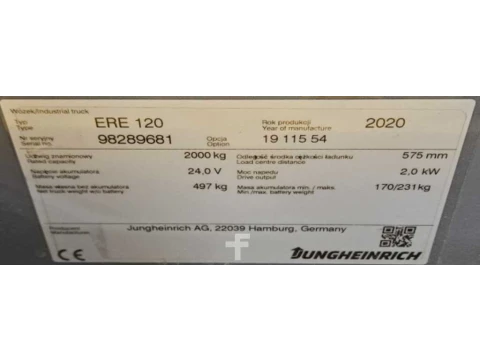 Wózek/Industrial truck
Typ ERE 120 Rok produkcji 2020
Type Year of manufacture
Nr seryjny 98289681 Opcja 19 115 54
Serial No. Option
Udźwig znamionowy 2000 kg Odległość środka ciężkości ładunku 575 mm
Rated capacity Load centre distance
Napięcie akumulatora 24,0 V Moc napędu 2,0 kW
Battery voltage Drive output
Masa własna bez akumulatora 497 kg Masa akumulatora min. / maks. 170/231kg
Net truck weight w/o battery Min./max. battery weight
Producent Jungheinrich AG, 22039 Hamburg, Germany
Manufacturer
f
CE JUNGHEINRICH